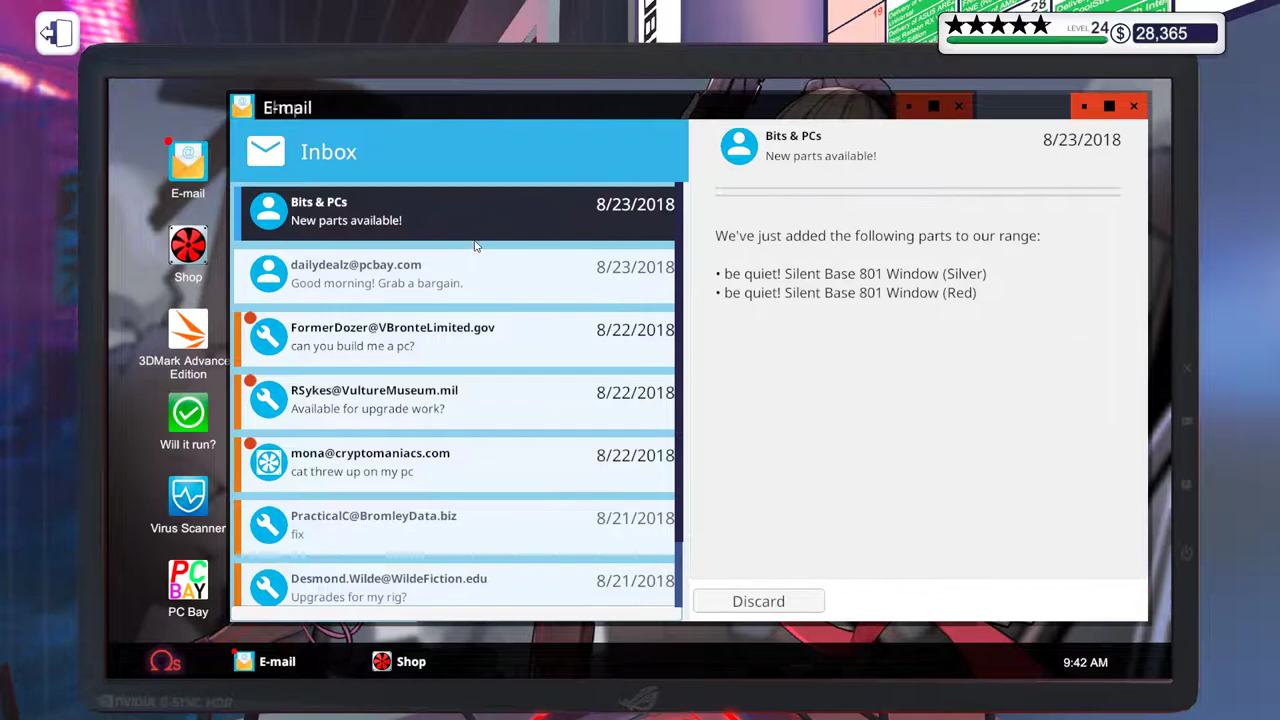 LEVEL 24
$ 28,365
E-mail
Inbox
Bits & PCs
New parts available!
8/23/2018
dailydealz@pcbay.com
Good morning! Grab a bargain.
8/23/2018
FormerDozer@VBronteLimited.gov
can you build me a pc?
8/22/2018
RSykes@VultureMuseum.mil
Available for upgrade work?
8/22/2018
mona@cryptomaniacs.com
cat threw up on my pc
8/22/2018
PracticalC@BromleyData.biz
fix
8/21/2018
Desmond.Wilde@WildeFiction.edu
Upgrades for my rig?
8/21/2018
Bits & PCs
New parts available!
8/23/2018
We've just added the following parts to our range:
• be quiet! Silent Base 801 Window (Silver)
• be quiet! Silent Base 801 Window (Red)
Discard
E-mail
Shop
3DMark Advance
Edition
Will it run?
Virus Scanner
PC
BAY
PC Bay
Ωs
E-mail
Shop
9:42 AM